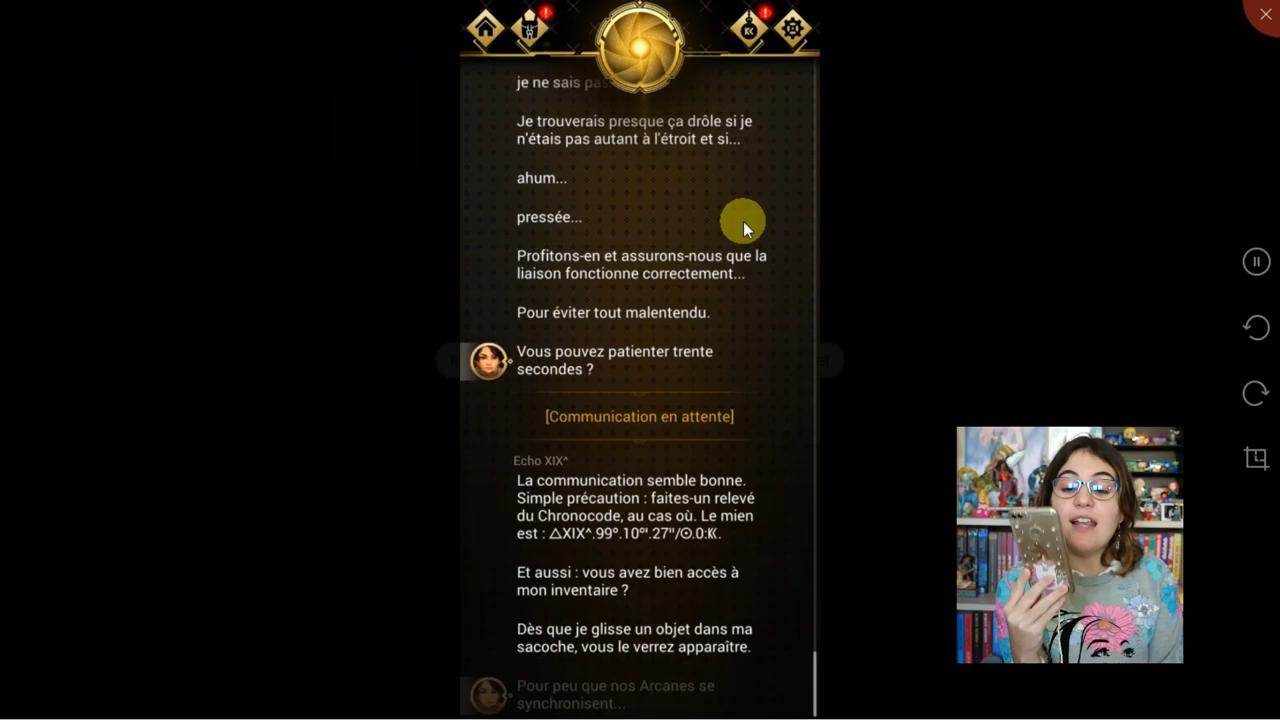 je ne sais pas
Je trouverais presque ça drôle si je
n'étais pas autant à l'étroit et si...
ahum...
pressée...
Profitons-en et assurons-nous que la
liaison fonctionne correctement...
Pour éviter tout malentendu.
Vous pouvez patienter trente
secondes ?
[Communication en attente]
Echo XIX^
La communication semble bonne.
Simple précaution : faites-un relevé
du Chronocode, au cas où. Le mien
est : △XIX^.99°.10°'.27"/⊙.0:K.
Et aussi : vous avez bien accès à
mon inventaire ?
Dès que je glisse un objet dans ma
sacoche, vous le verrez apparaître.
Pour peu que nos Arcanes se
synchronisent...